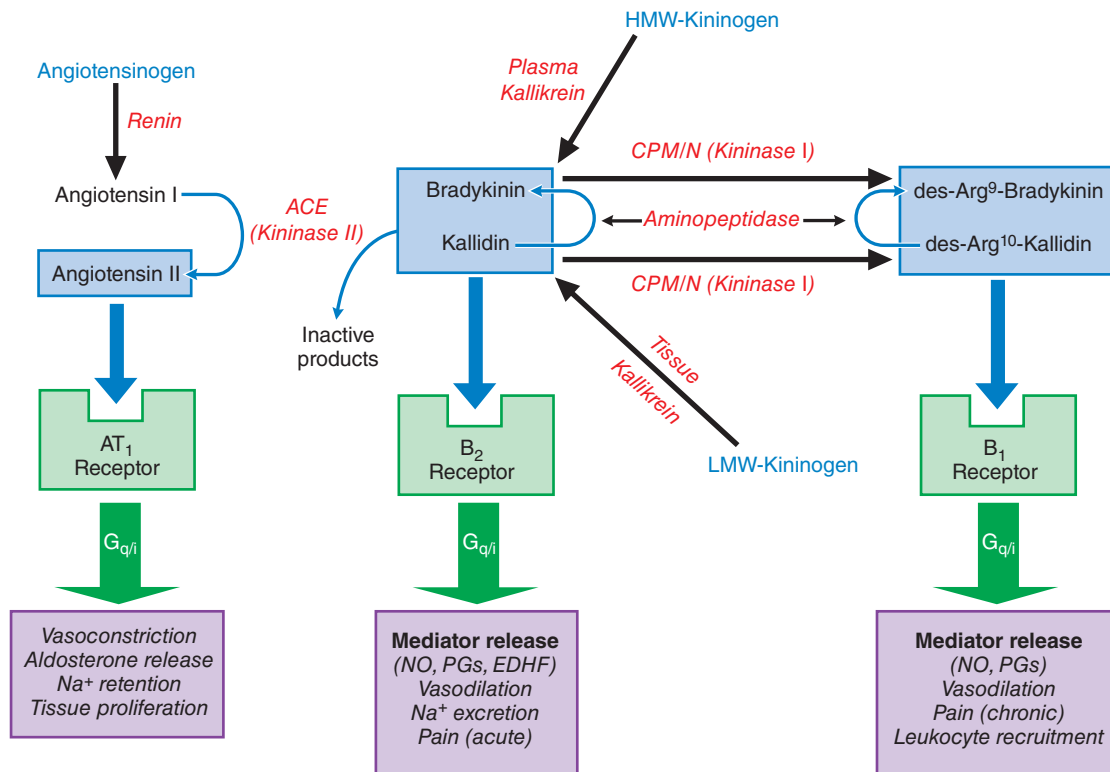 HMW-Kininogen
Angiotensinogen
Plasma
Kallikrein
Renin
CPM/N (Kininase I)
Angiotensin I
ACE
(Kininase II)
Bradykinin
Kallidin
Aminopeptidase
des-Arg⁹-Bradykinin
des-Arg¹⁰-Kallidin
Angiotensin II
CPM/N (Kininase I)
Inactive
products
Tissue
Kallikrein
LMW-Kininogen
AT₁
Receptor
B₂
Receptor
B₁
Receptor
Gq/i
Gq/i
Gq/i
Vasoconstriction
Aldosterone release
Na⁺ retention
Tissue proliferation
Mediator release
(NO, PGs, EDHF)
Vasodilation
Na⁺ excretion
Pain (acute)
Mediator release
(NO, PGs)
Vasodilation
Pain (chronic)
Leukocyte recruitment